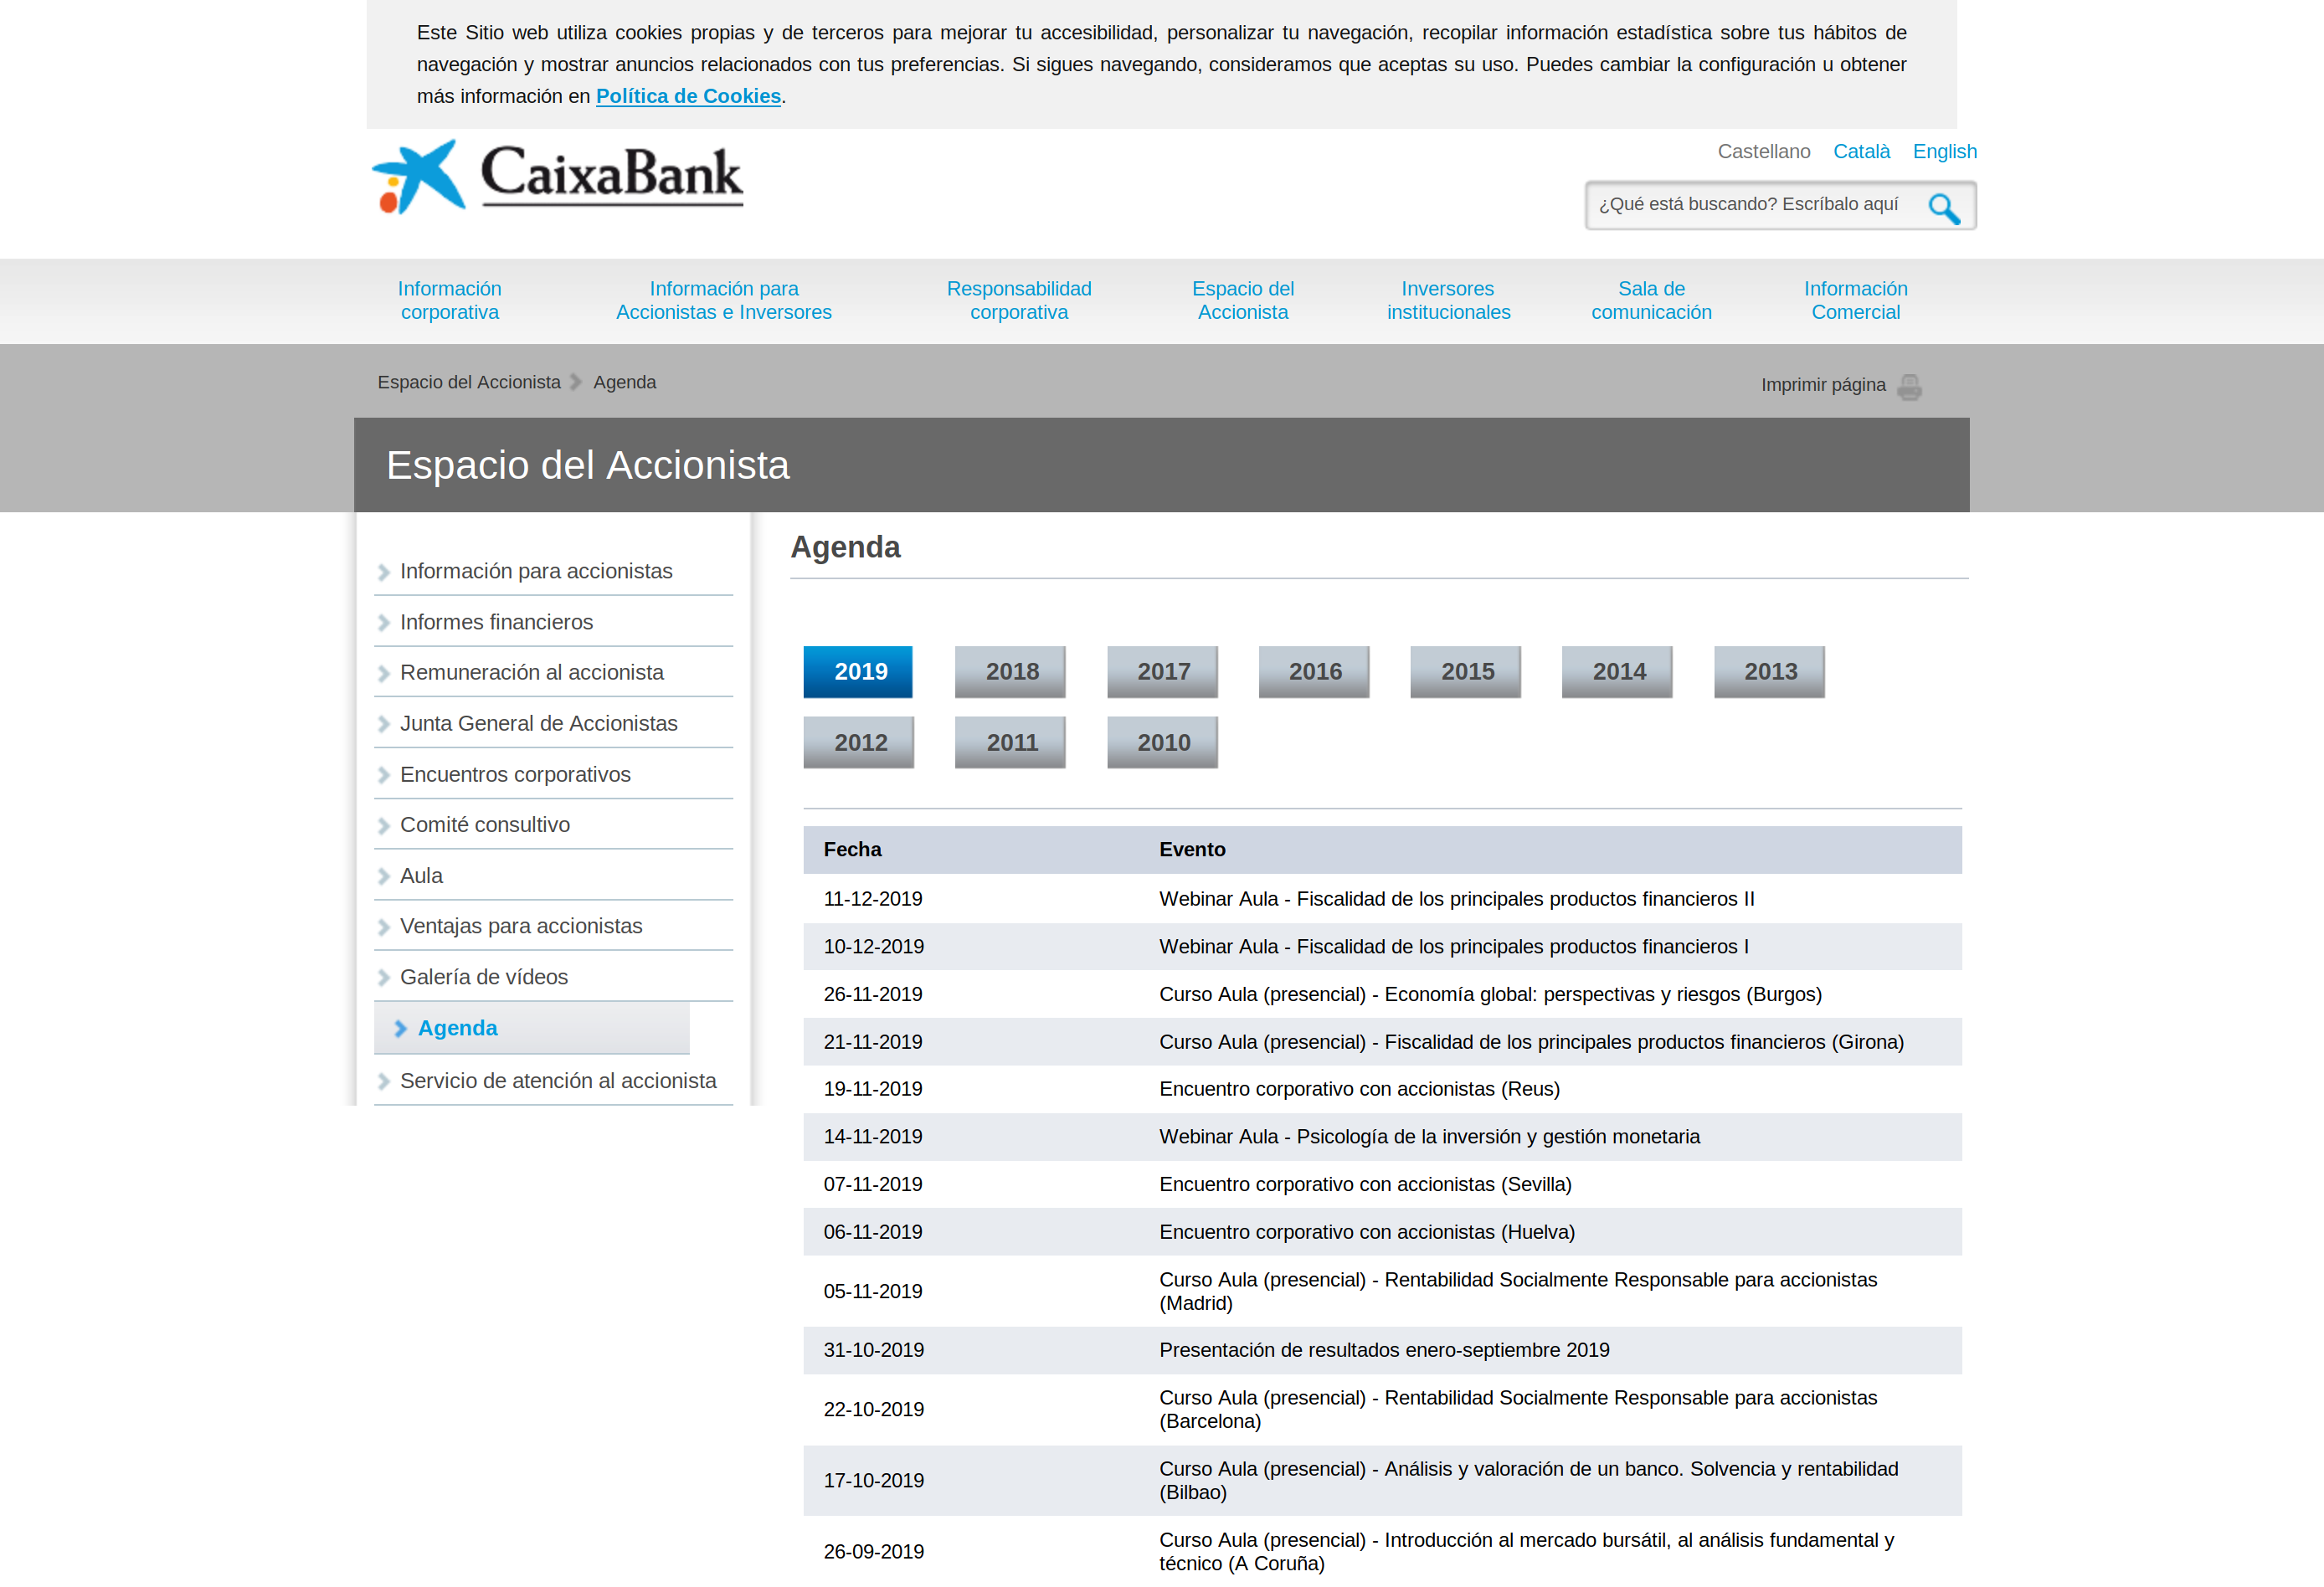 Este Sitio web utiliza cookies propias y de terceros para mejorar tu accesibilidad, personalizar tu navegación, recopilar información estadística sobre tus hábitos de
navegación y mostrar anuncios relacionados con tus preferencias. Si sigues navegando, consideramos que aceptas su uso. Puedes cambiar la configuración u obtener
más información en Política de Cookies.
CaixaBank
Castellano Català English
¿Qué está buscando? Escríbalo aquí
Información
corporativa
Información para
Accionistas e Inversores
Responsabilidad
corporativa
Espacio del
Accionista
Inversores
institucionales
Sala de
comunicación
Información
Comercial
Espacio del Accionista Agenda
Imprimir página
Espacio del Accionista
Información para accionistas
Informes financieros
Remuneración al accionista
Junta General de Accionistas
Encuentros corporativos
Comité consultivo
Aula
Ventajas para accionistas
Galería de vídeos
Agenda
Servicio de atención al accionista
Agenda
2019 2018 2017 2016 2015 2014 2013
2012 2011 2010
Fecha Evento
11-12-2019 Webinar Aula - Fiscalidad de los principales productos financieros II
10-12-2019 Webinar Aula - Fiscalidad de los principales productos financieros I
26-11-2019 Curso Aula (presencial) - Economía global: perspectivas y riesgos (Burgos)
21-11-2019 Curso Aula (presencial) - Fiscalidad de los principales productos financieros (Girona)
19-11-2019 Encuentro corporativo con accionistas (Reus)
14-11-2019 Webinar Aula - Psicología de la inversión y gestión monetaria
07-11-2019 Encuentro corporativo con accionistas (Sevilla)
06-11-2019 Encuentro corporativo con accionistas (Huelva)
05-11-2019 Curso Aula (presencial) - Rentabilidad Socialmente Responsable para accionistas
(Madrid)
31-10-2019 Presentación de resultados enero-septiembre 2019
22-10-2019 Curso Aula (presencial) - Rentabilidad Socialmente Responsable para accionistas
(Barcelona)
17-10-2019 Curso Aula (presencial) - Análisis y valoración de un banco. Solvencia y rentabilidad
(Bilbao)
26-09-2019 Curso Aula (presencial) - Introducción al mercado bursátil, al análisis fundamental y
técnico (A Coruña)